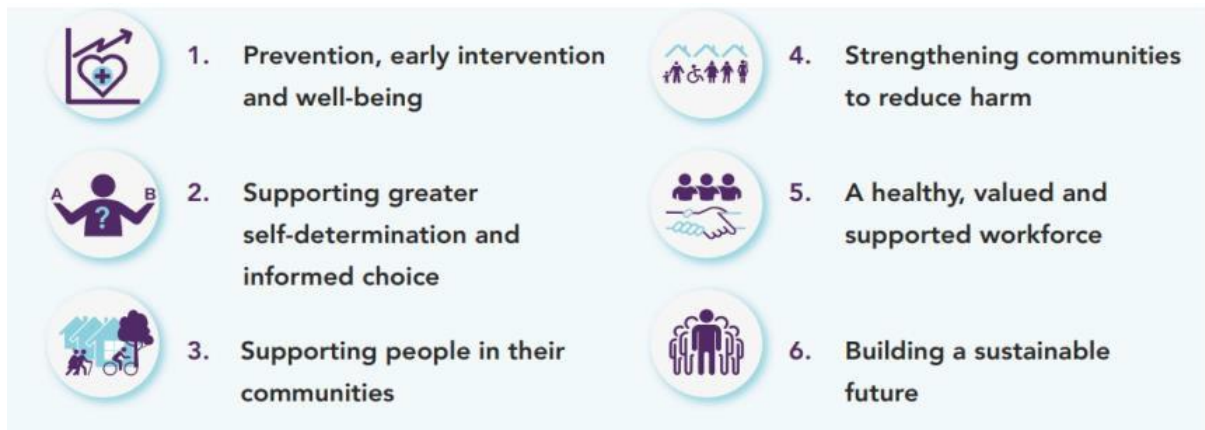 1. Prevention, early intervention
and well-being
A B
?
2. Supporting greater
self-determination and
informed choice
3. Supporting people in their
communities
4. Strengthening communities
to reduce harm
5. A healthy, valued and
supported workforce
6. Building a sustainable
future